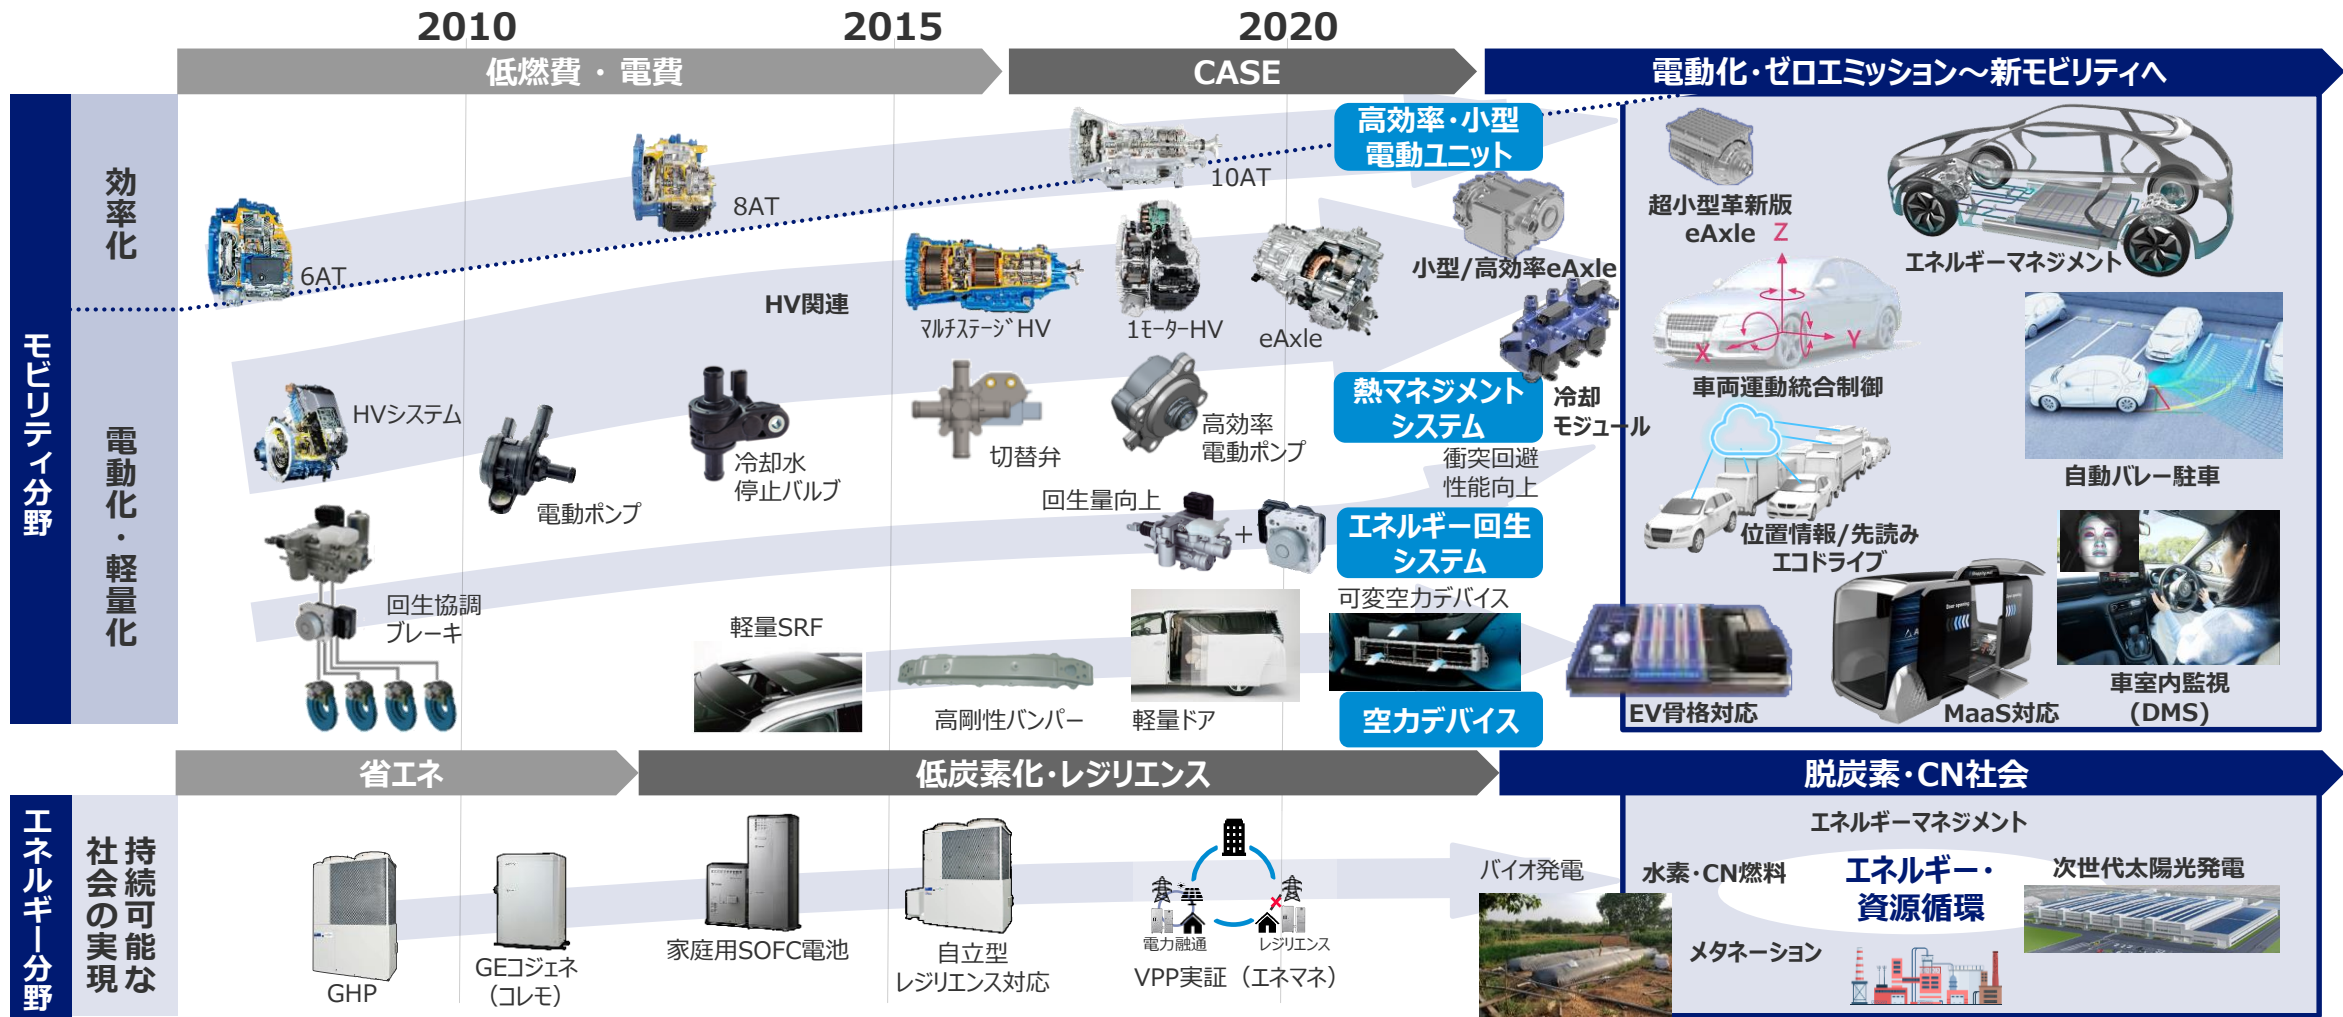 2010
2015
2020
低燃費・電費
CASE
電動化・ゼロエミッション～新モビリティへ
モビリティ分野
効率化
電動化・軽量化
6AT
8AT
10AT
高効率・小型
電動ユニット
HV関連
マルチステージHV
1モーターHV
eAxle
小型/高効率eAxle
HVシステム
電動ポンプ
冷却水
停止バルブ
切替弁
高効率
電動ポンプ
熱マネジメント
システム
冷却
モジュール
衝突回避
性能向上
回生協調
ブレーキ
回生量向上
+
エネルギー回生
システム
軽量SRF
高剛性バンパー
軽量ドア
可変空力デバイス
空力デバイス
超小型革新版
eAxle
エネルギーマネジメント
Z
X
Y
車両運動統合制御
自動バレー駐車
位置情報/先読み
エコドライブ
EV骨格対応
MaaS対応
車室内監視
(DMS)
省エネ
低炭素化・レジリエンス
脱炭素・CN社会
エネルギー分野
持続可能な
社会の実現
GHP
GEコジェネ
（コレモ）
家庭用SOFC電池
自立型
レジリエンス対応
電力融通
レジリエンス
VPP実証（エネマネ）
バイオ発電
エネルギーマネジメント
水素・CN燃料
エネルギー・
資源循環
次世代太陽光発電
メタネーション